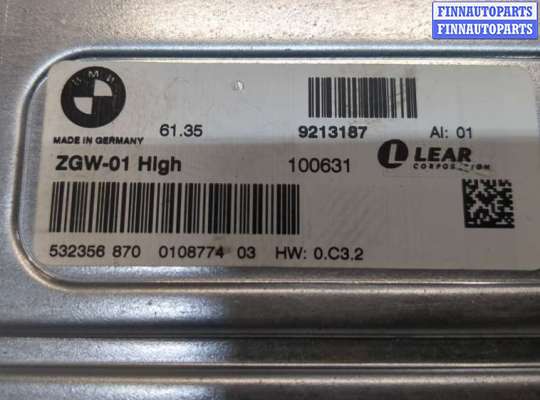 FINNAUTOPARTS
FINNAUTOPARTS
BMW
MADE IN GERMANY
61.35
9213187
AI: 01
ZGW-01 High
100631
LEAR
CORPORATION
532356 870 0108774 03 HW: 0.C3.2